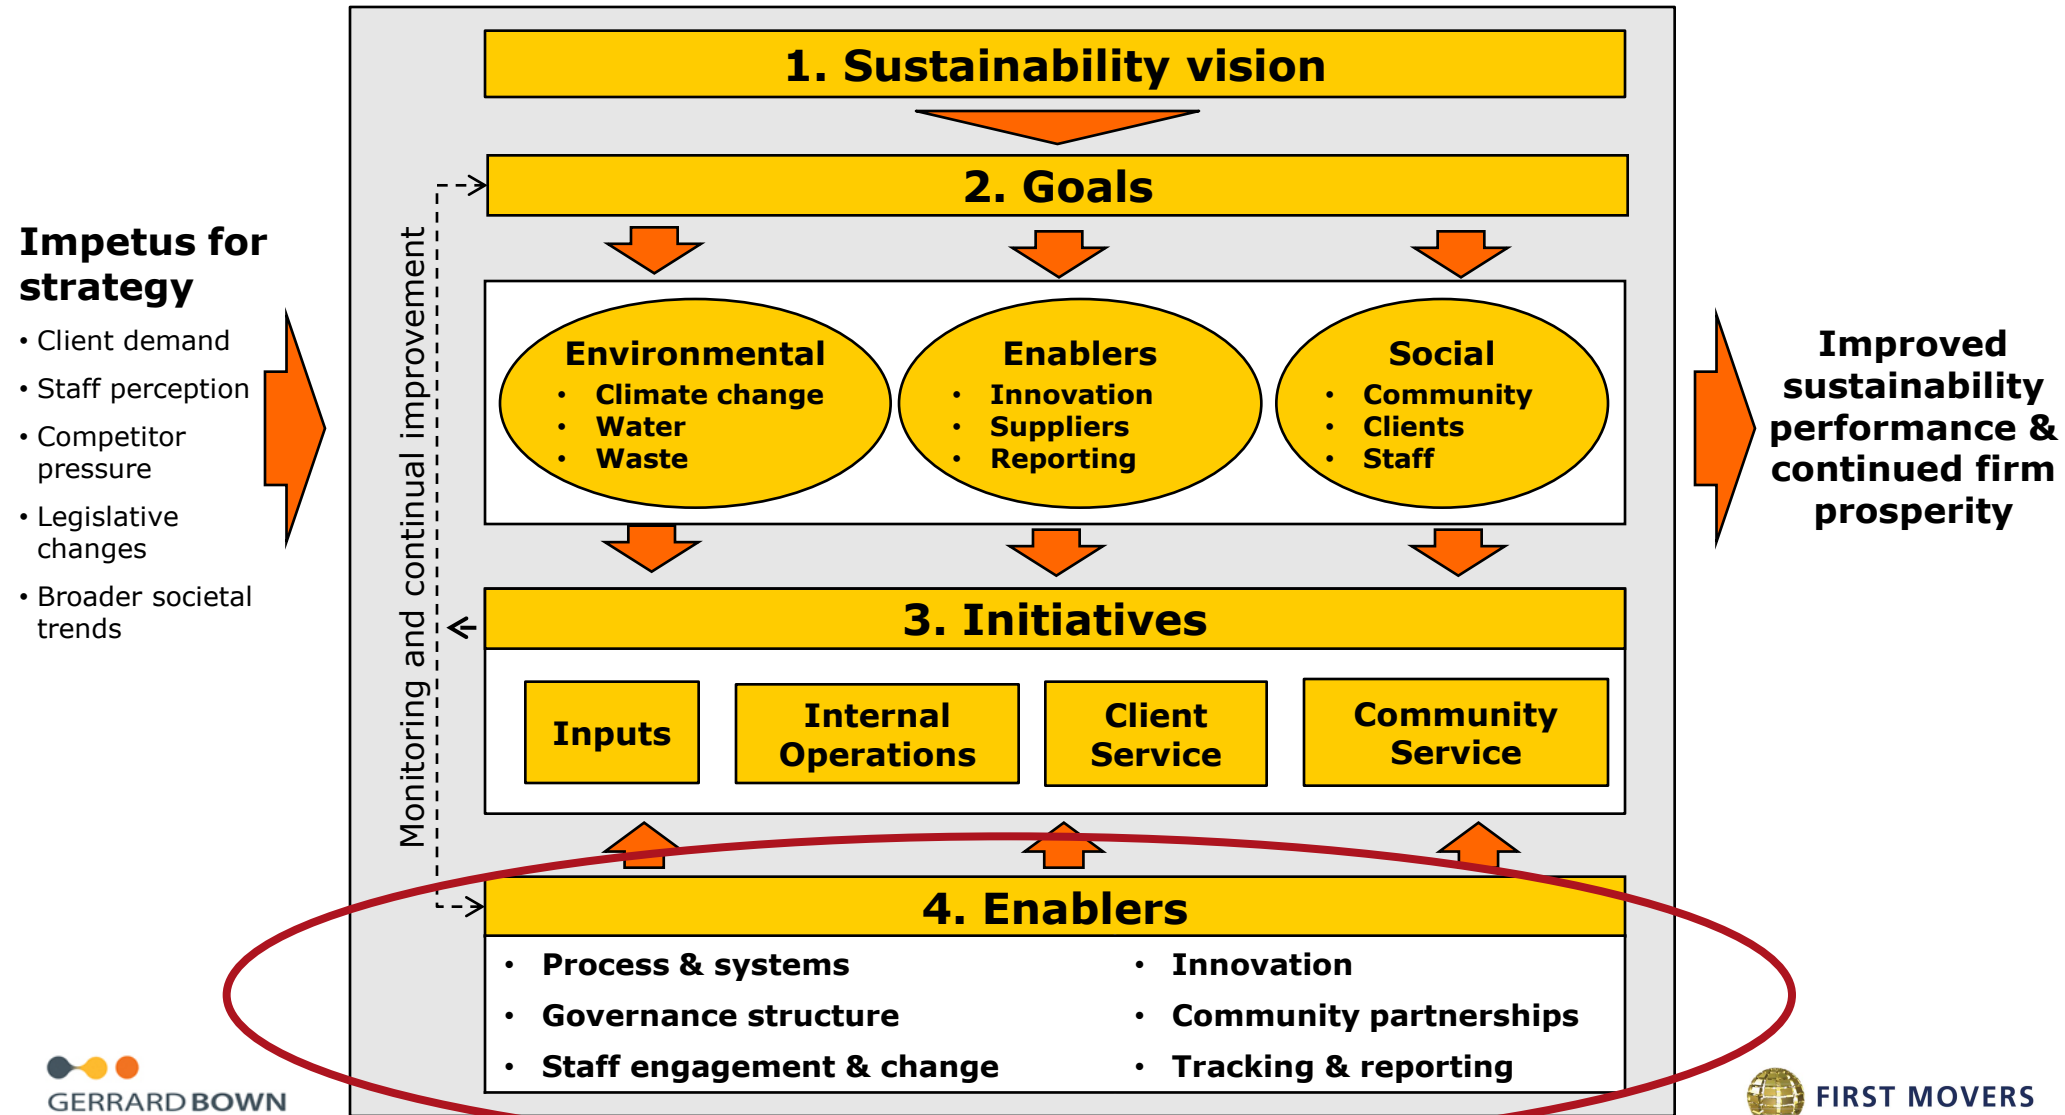 1. Sustainability vision
2. Goals
Impetus for
strategy
• Client demand
• Staff perception
• Competitor
pressure
• Legislative
changes
• Broader societal
trends
Monitoring and continual improvement
Environmental
• Climate change
• Water
• Waste
Enablers
• Innovation
• Suppliers
• Reporting
Social
• Community
• Clients
• Staff
Improved
sustainability
performance &
continued firm
prosperity
3. Initiatives
Inputs
Internal
Operations
Client
Service
Community
Service
4. Enablers
• Process & systems
• Governance structure
• Staff engagement & change
• Innovation
• Community partnerships
• Tracking & reporting
GERRARD BOWN
FIRST MOVERS